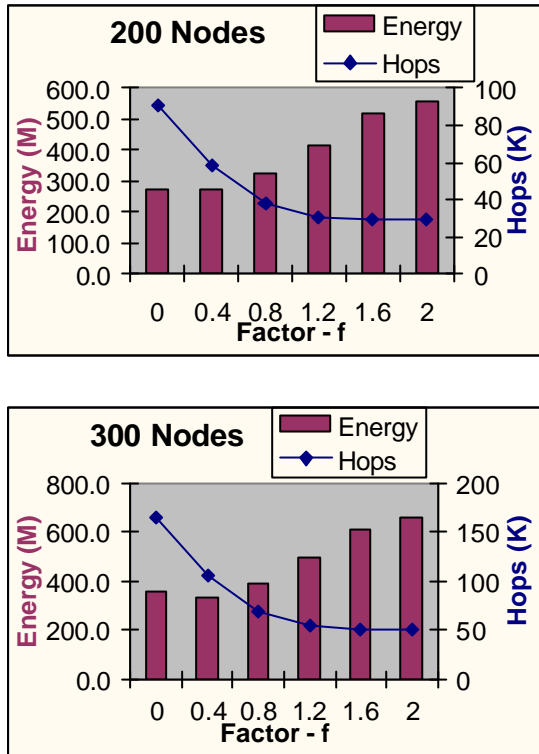 200 Nodes
Energy
Hops
Energy (M)
600.0
500.0
400.0
300.0
200.0
100.0
0.0
100
80
60
40
20
0
Hops (K)
0 0.4 0.8 1.2 1.6 2
Factor - f
300 Nodes
Energy
Hops
Energy (M)
800.0
600.0
400.0
200.0
0.0
200
150
100
50
0
Hops (K)
0 0.4 0.8 1.2 1.6 2
Factor - f